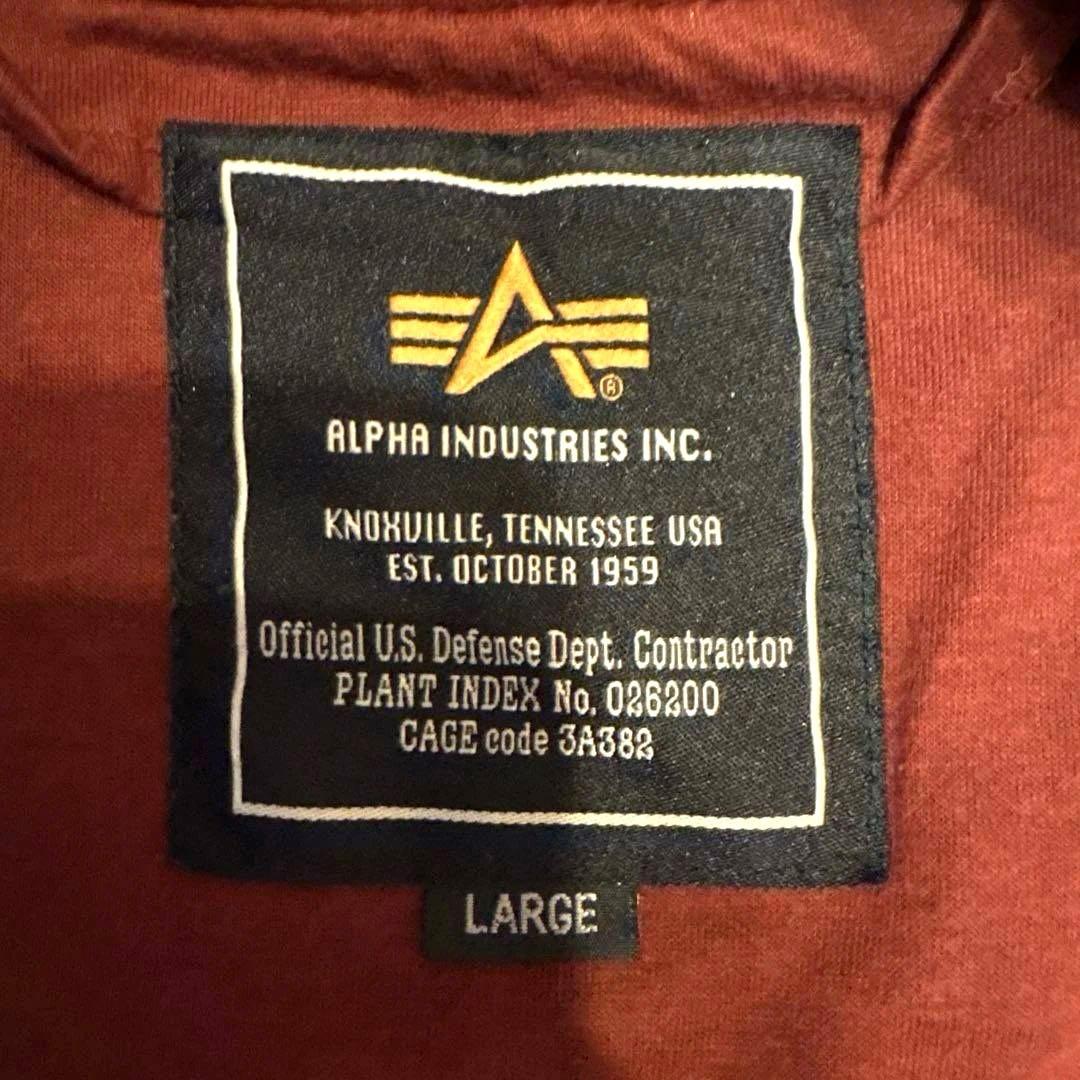 ®
ALPHA INDUSTRIES INC.
KNOXVILLE, TENNESSEE USA
EST. OCTOBER 1959
Official U.S. Defense Dept. Contractor
PLANT INDEX No. 026200
CAGE code 3A382
LARGE